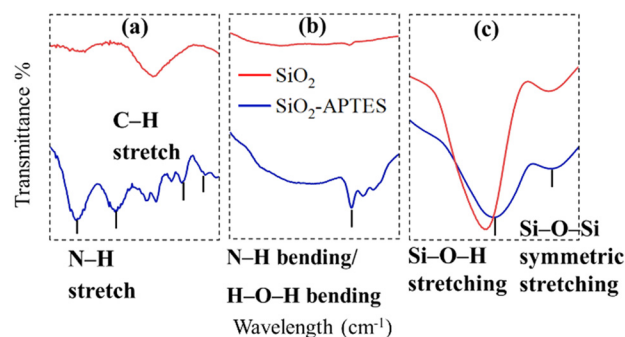 (a)
(b)
(c)
SiO₂
SiO₂-APTES
Transmittance %
C–H
stretch
N–H
stretch
N–H bending/
H–O–H bending
Si–O–H
stretching
Si–O–Si
symmetric
stretching
Wavelength (cm⁻¹)